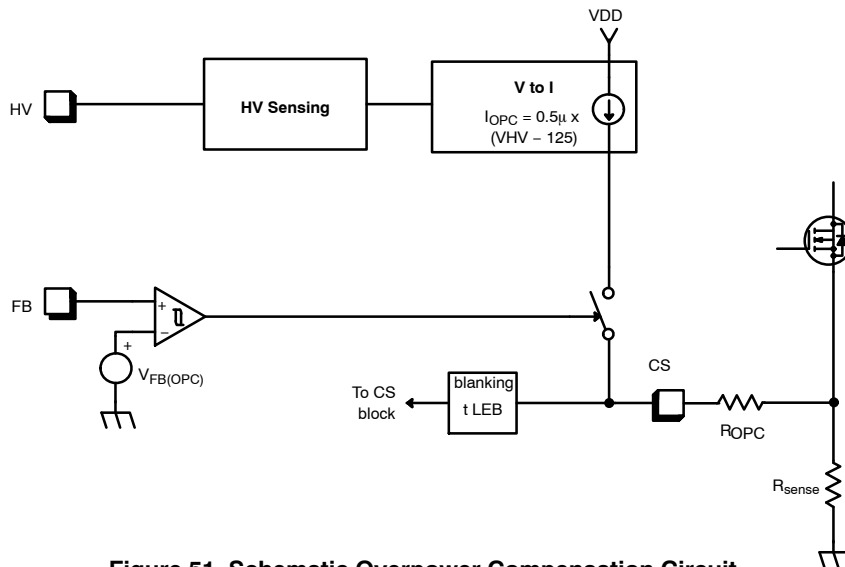 VDD
HV
HV Sensing
V to I
IOPC = 0.5μ x
(VHV − 125)
FB
+
−
+
VFB(OPC)
To CS
block
blanking
t LEB
CS
ROPC
Rsense
Figure 51. Schematic Overpower Compensation Circuit